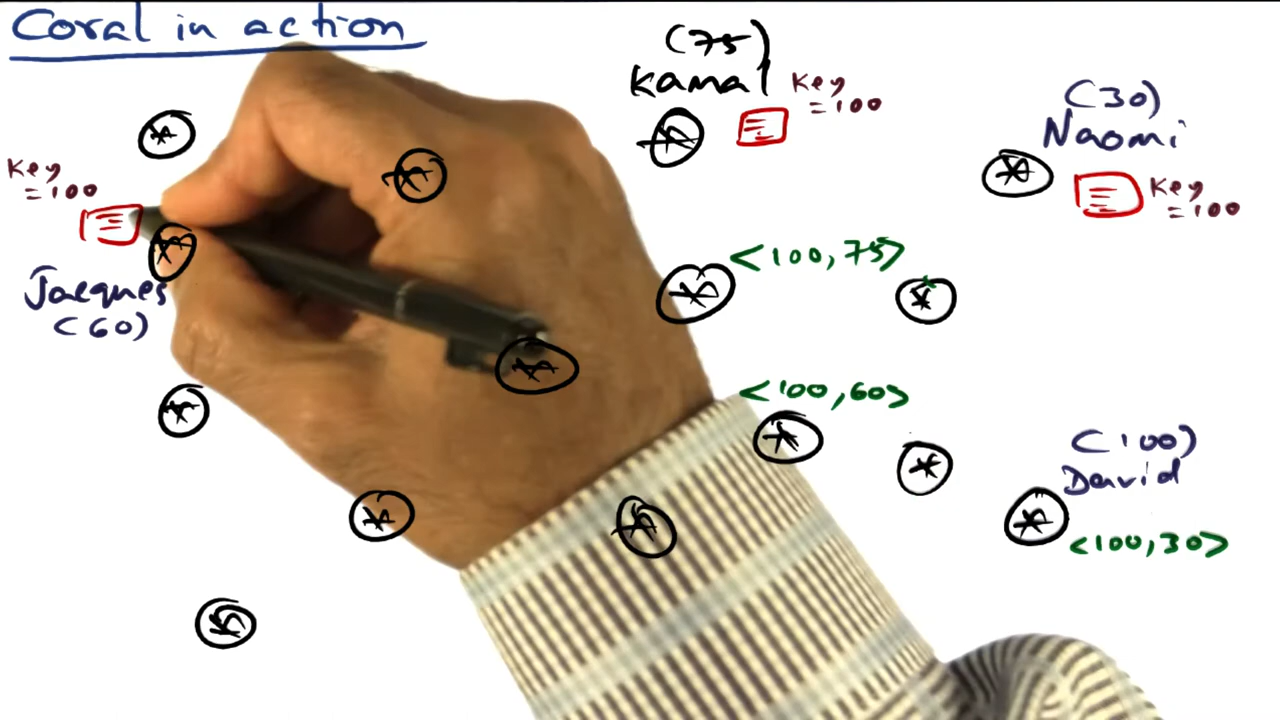 Coral in action
(75)
Kamal
Key
=100
(30)
Naomi
Key
=100
Key
=100
Jacques
(60)
<100,75>
<100,60>
(100)
David
<100,30>